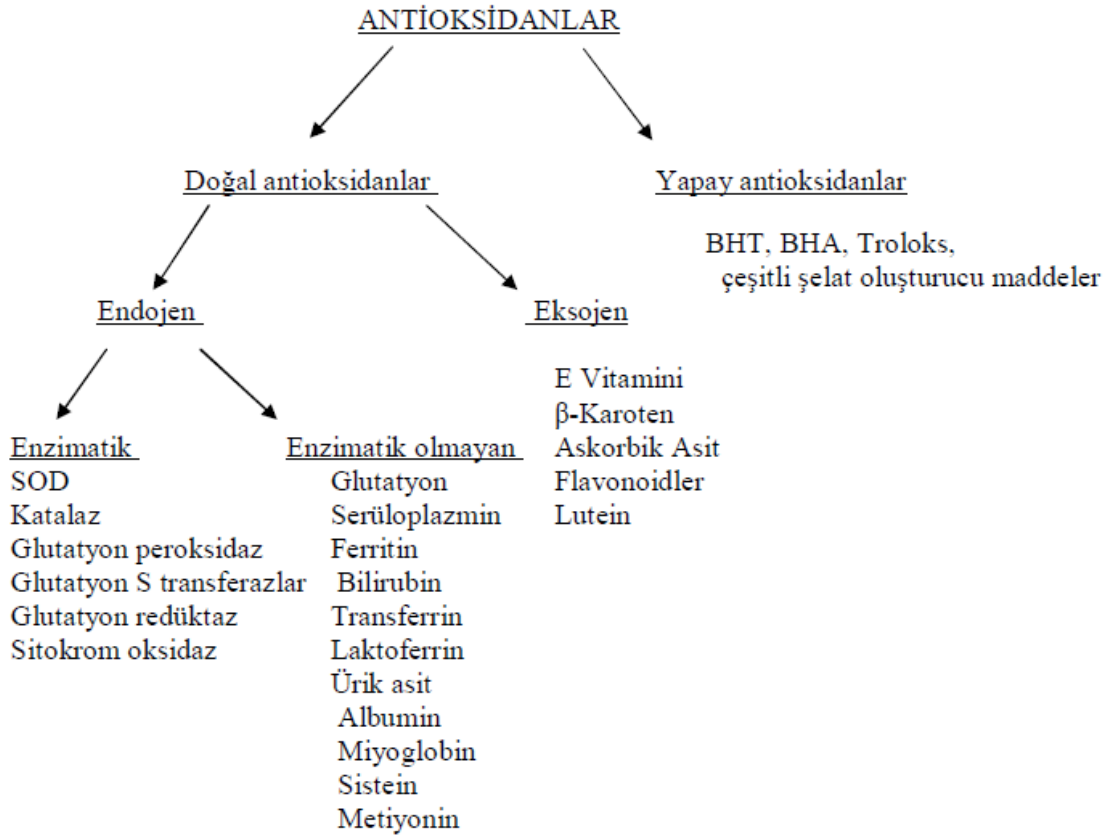 ANTİOKSİDANLAR
Doğal antioksidanlar
Yapay antioksidanlar
BHT, BHA, Troloks,
çeşitli şelat oluşturucu maddeler
Endojen
Eksojen
E Vitamini
β-Karoten
Askorbik Asit
Flavonoidler
Lutein
Enzimatik
SOD
Katalaz
Glutatyon peroksidaz
Glutatyon S transferazlar
Glutatyon redüktaz
Sitokrom oksidaz
Enzimatik olmayan
Glutatyon
Serüloplazmin
Ferritin
Bilirubin
Transferrin
Laktoferrin
Ürik asit
Albumin
Miyoglobin
Sistein
Metiyonin